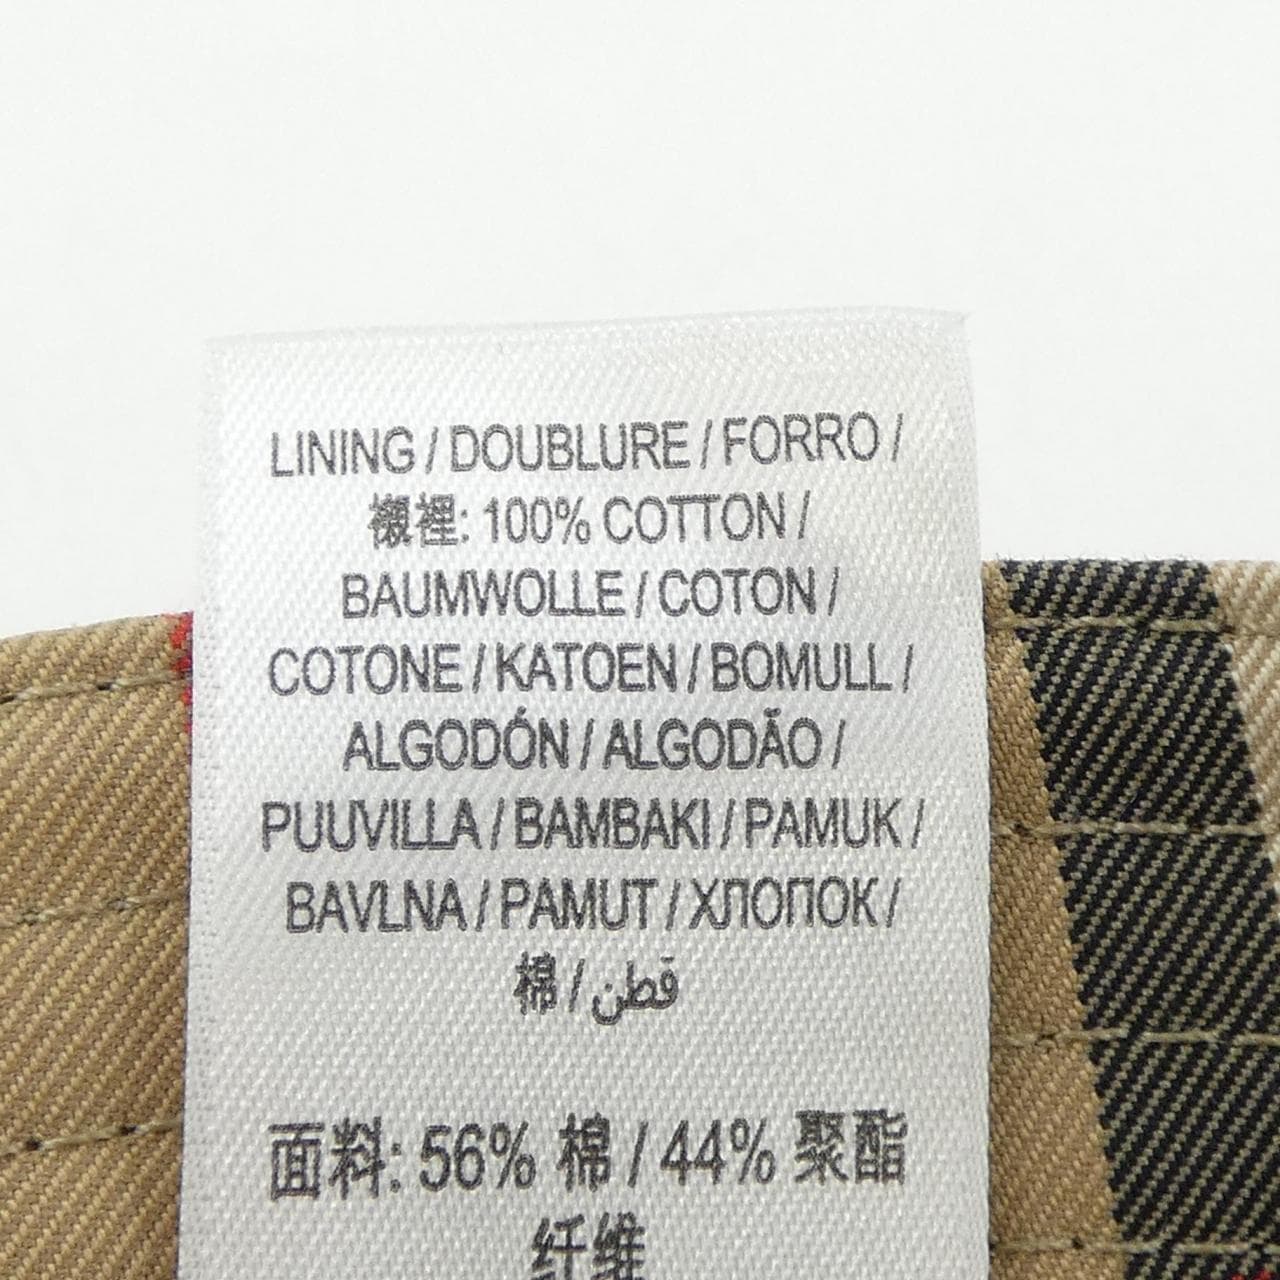 LINING / DOUBLURE / FORRO /
襯裡: 100% COTTON /
BAUMWOLLE / COTON /
COTONE / KATOEN / BOMULL /
ALGODÓN / ALGODÃO /
PUUVILLA / BAMBAKI / PAMUK /
BAVLNA / PAMUT / ХЛОПОК /
棉 / قطن
面料: 56% 棉 / 44% 聚酯
纤维